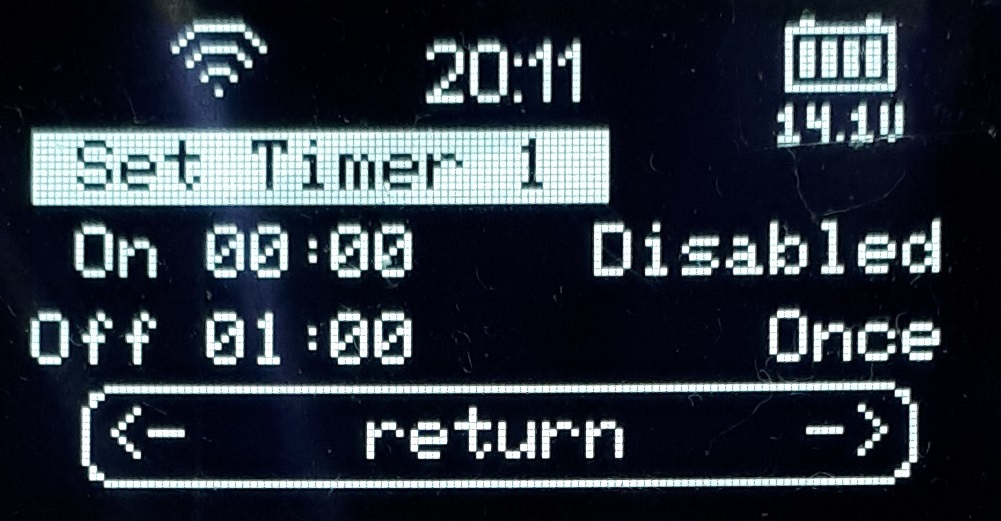 20:11
14.1V
Set Timer 1
On 00:00 Disabled
Off 01:00 Once
<- return ->